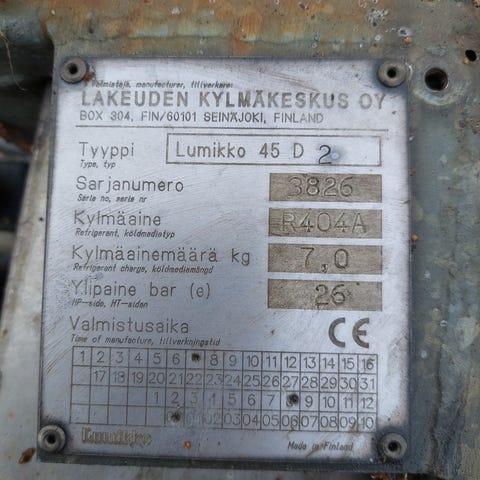 Valmistaja, manufacturer, tillverkare:
LAKEUDEN KYLMÄKESKUS OY
BOX 304, FIN/60101 SEINÄJOKI, FINLAND
Tyyppi Lumikko 45 D 2
Type, typ
Sarjanumero 3826
Serie no, serie nr
Kylmäaine R404A
Refrigerant, köldmedietyp
Kylmäainemäärä kg 7,0
Refrigerant charge, köldmediemängd
Ylipaine bar (e) 26
HP-side, HT-sidan
Valmistusaika CE
Time of manufacture, tillverkningstid
1 2 3 4 5 6 8 9 10 11 12 13 14 15 16
17 18 19 20 21 22 23 24 25 26 27 28 29 30 31
1 2 3 4 5 6 7 9 10 11 12
01 02 03 04 05 06 07 08 09 10
Lumikko Made in Finland